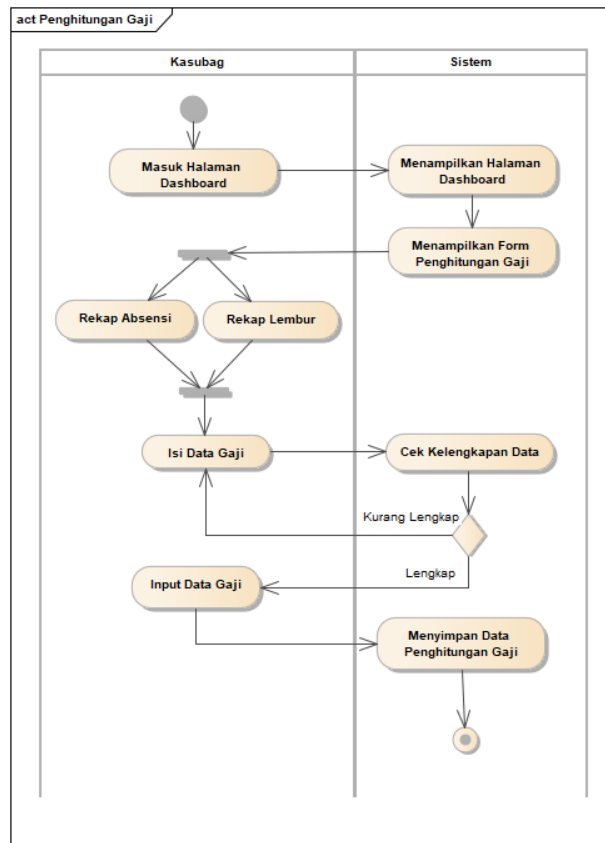 act Penghitungan Gaji
Kasubag
Sistem
Masuk Halaman
Dashboard
Menampilkan Halaman
Dashboard
Menampilkan Form
Penghitungan Gaji
Rekap Absensi
Rekap Lembur
Isi Data Gaji
Cek Kelengkapan Data
Kurang Lengkap
Lengkap
Input Data Gaji
Menyimpan Data
Penghitungan Gaji